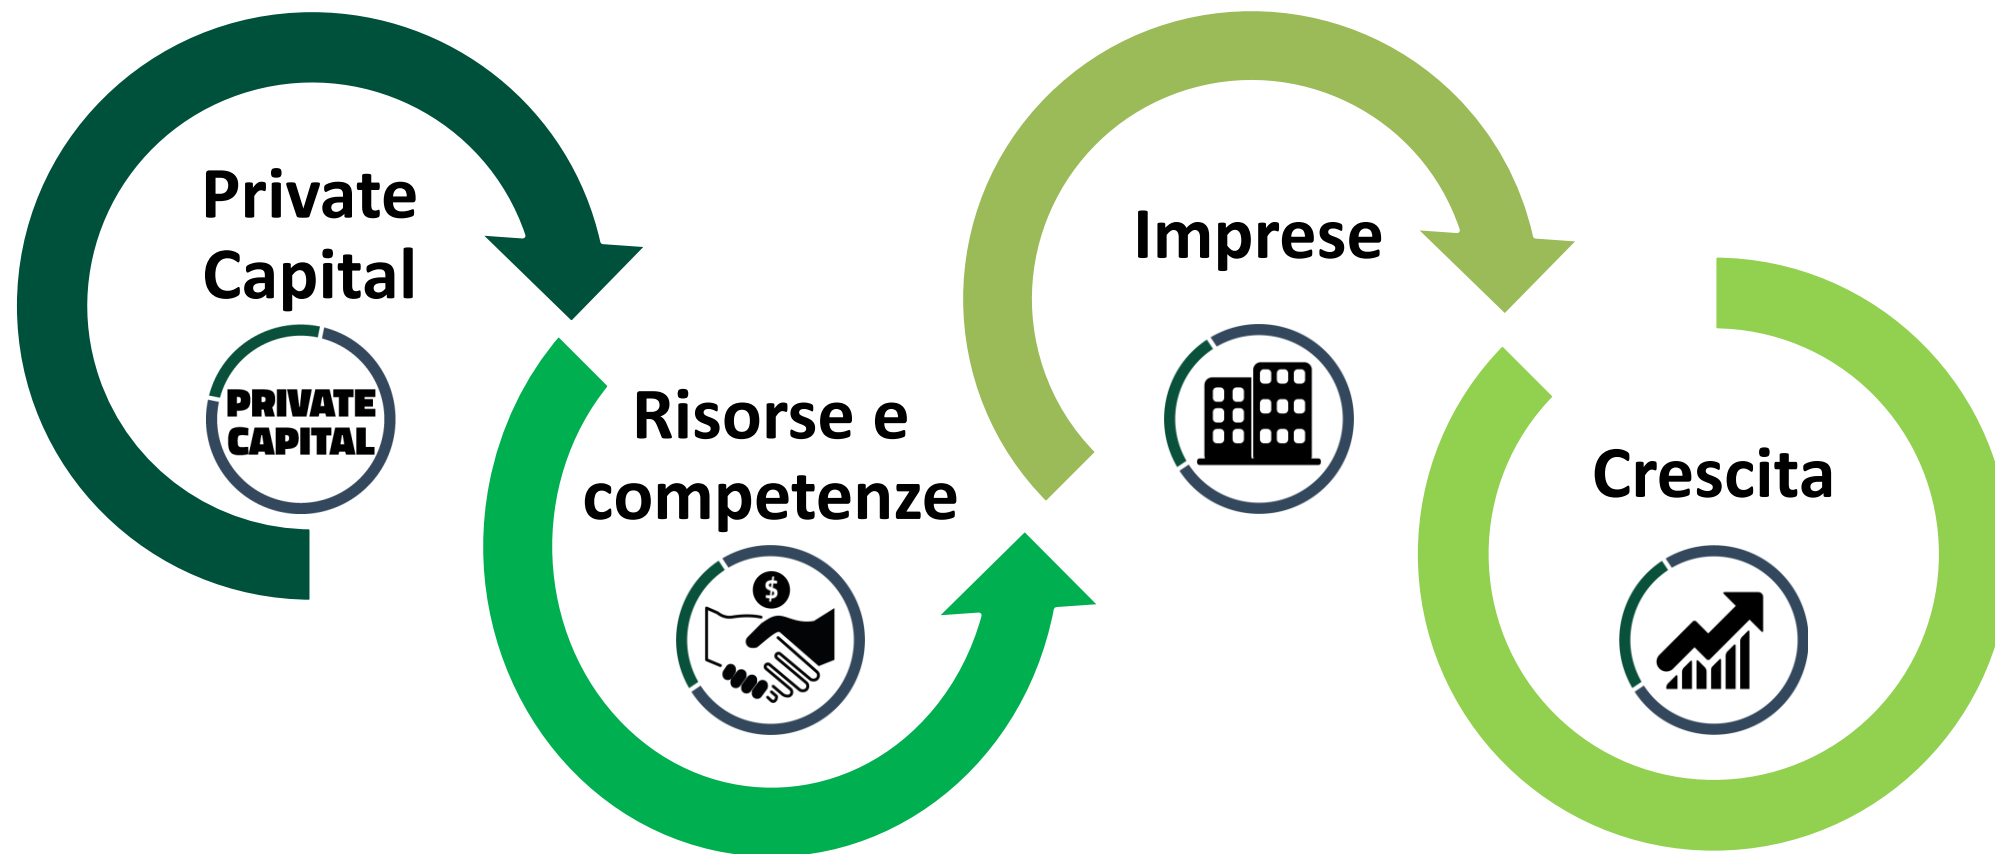 Private
Capital
PRIVATE
CAPITAL
Risorse e
competenze
$
Imprese
Crescita